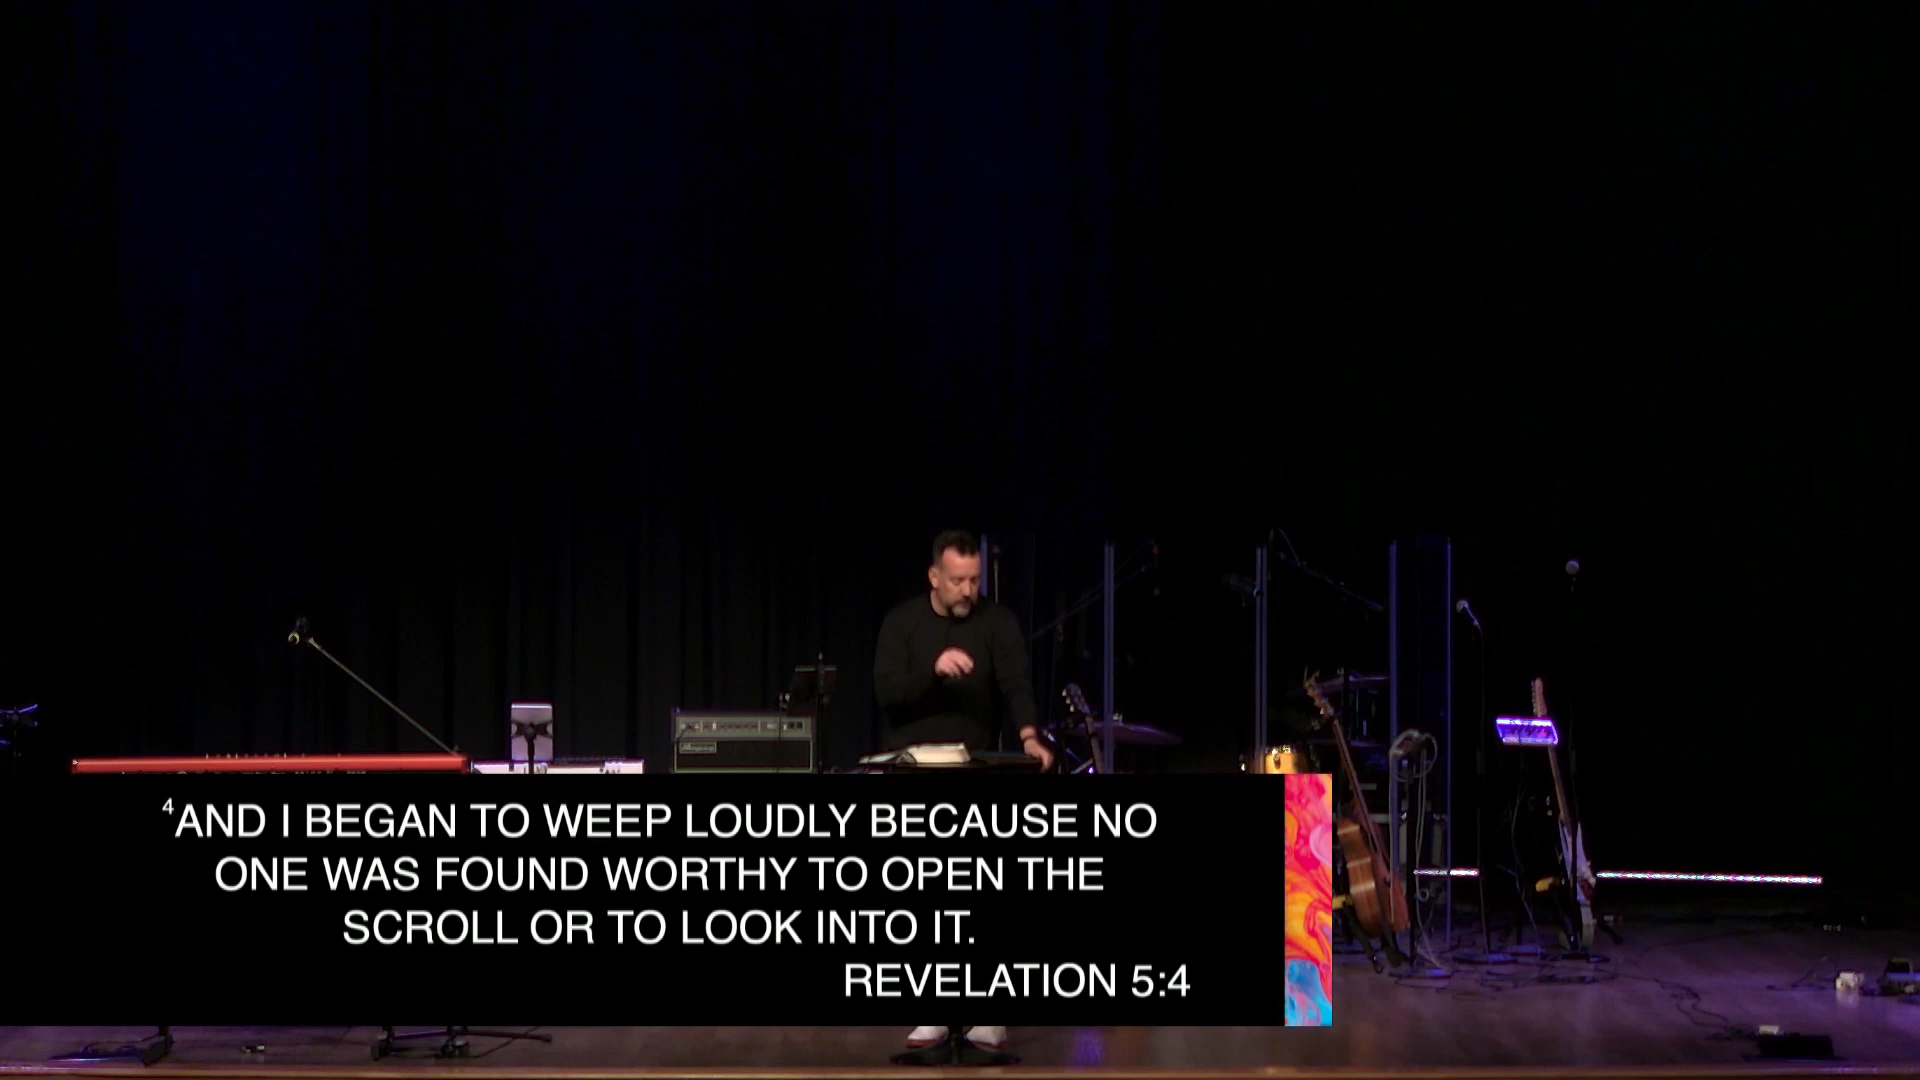 ⁴AND I BEGAN TO WEEP LOUDLY BECAUSE NO
ONE WAS FOUND WORTHY TO OPEN THE
SCROLL OR TO LOOK INTO IT.
REVELATION 5:4